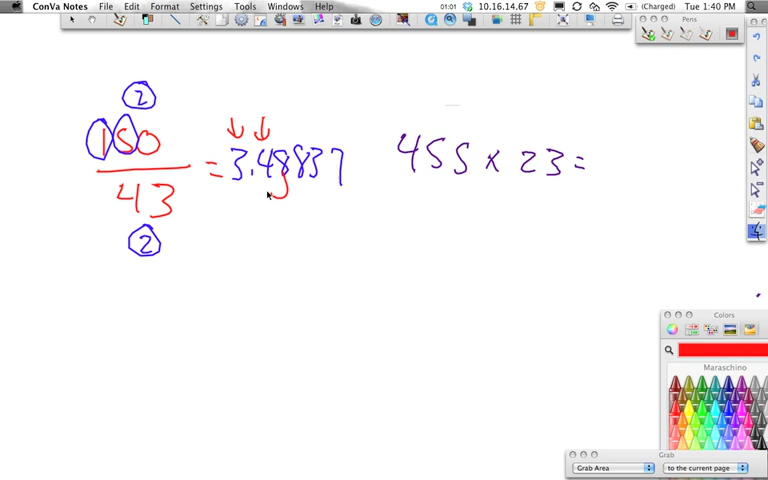 ConVa Notes File Edit Format Settings Tools Windows Help 01:01 10.16.14.67 (Charged) Tue 1:40 PM
Pens
2
150
43
2
= 3.48837
455 x 23 =
Colors
Maraschino
Grab
Grab Area to the current page